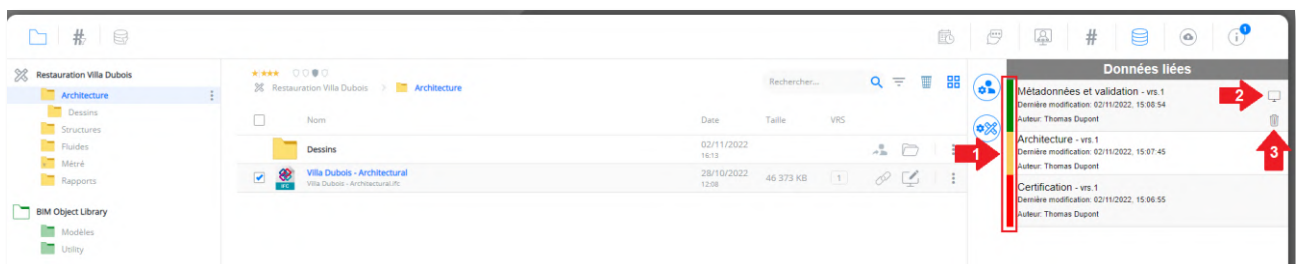 #
#
1
Restauration Villa Dubois
Architecture
Dessins
Structures
Fluides
Métré
Rapports
BIM Object Library
Modèles
Utility
Restauration Villa Dubois > Architecture
Rechercher...
Nom Date Taille VRS
Dessins 02/11/2022
16:13
Villa Dubois - Architectural 28/10/2022 46 373 KB 1
Villa Dubois - Architectural.ifc 12:08
IFC
Données liées
Métadonnées et validation - vrs.1
Dernière modification: 02/11/2022, 15:08:54
Auteur: Thomas Dupont
Architecture - vrs.1
Dernière modification: 02/11/2022, 15:07:45
Auteur: Thomas Dupont
Certification - vrs.1
Dernière modification: 02/11/2022, 15:06:55
Auteur: Thomas Dupont
1
2
3